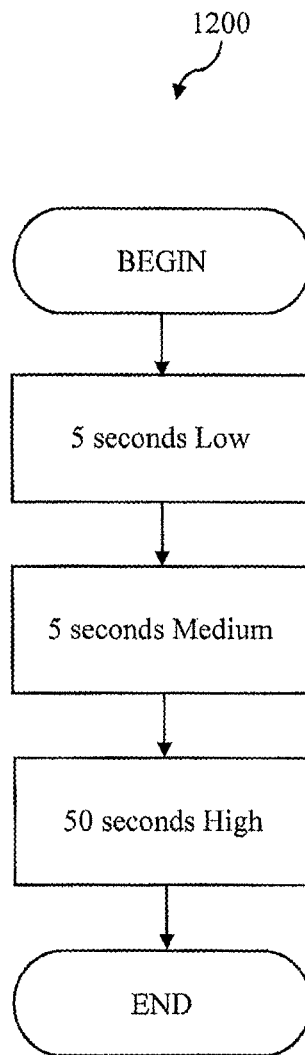 1200
BEGIN
5 seconds Low
5 seconds Medium
50 seconds High
END